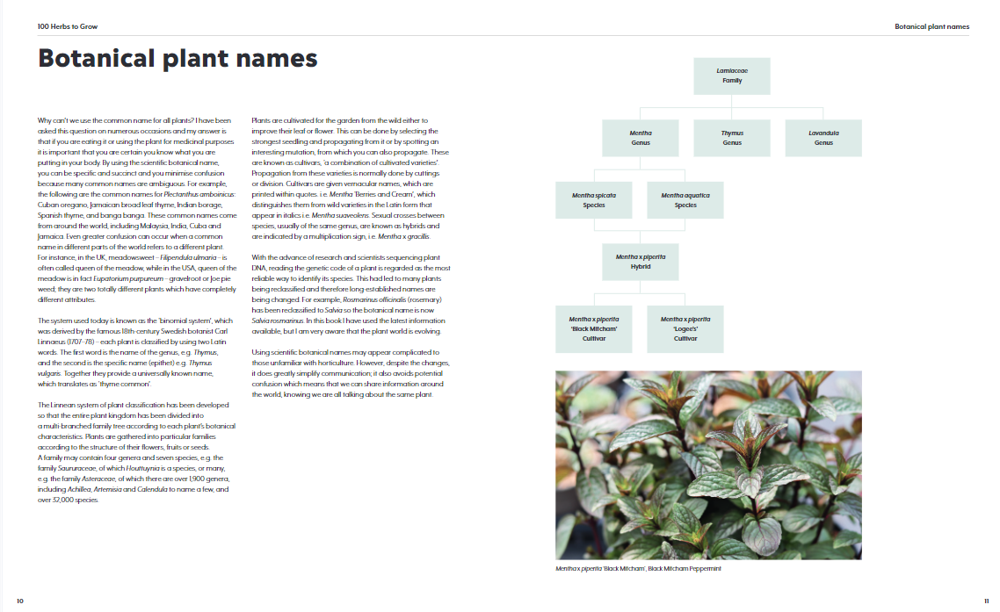 100 Herbs to Grow
Botanical plant names
Botanical plant names
Why can't we use the common name for all plants? I have been
asked this question on numerous occasions and my answer is
that if you are eating it or using the plant for medicinal purposes
it is important that you are certain you know what you are
putting in your body. By using the scientific botanical name,
you can be specific and succinct and you minimise confusion
because many common names are ambiguous. For example,
the following are the common names for Plectanthus amboinicus:
Cuban oregano, Jamaican broad leaf thyme, Indian borage,
Spanish thyme, and banga banga. These common names come
from around the world, including Malaysia, India, Cuba and
Jamaica. Even greater confusion can occur when a common
name in different parts of the world refers to a different plant.
For instance, in the UK, meadowsweet – Filipendula ulmaria – is
often called queen of the meadow, while in the USA, queen of the
meadow is in fact Eupatorium purpureum – gravelroot or Joe pie
weed; they are two totally different plants which have completely
different attributes.
The system used today is known as the 'binomial system', which
was derived by the famous 18th-century Swedish botanist Carl
Linnaeus (1707–78) – each plant is classified by using two Latin
words. The first word is the name of the genus, e.g. Thymus,
and the second is the specific name (epithet) e.g. Thymus
vulgaris. Together they provide a universally known name,
which translates as 'thyme common'.
The Linnean system of plant classification has been developed
so that the entire plant kingdom has been divided into
a multi-branched family tree according to each plant's botanical
characteristics. Plants are gathered into particular families
according to the structure of their flowers, fruits or seeds.
A family may contain four genera and seven species, e.g. the
family Saururaceae, of which Houttuynia is a species, or many,
e.g. the family Asteraceae, of which there are over 1,900 genera,
including Achillea, Artemisia and Calendula to name a few, and
over 32,000 species.
Plants are cultivated for the garden from the wild either to
improve their leaf or flower. This can be done by selecting the
strongest seedling and propagating from it or by spotting an
interesting mutation, from which you can also propagate. These
are known as cultivars, 'a combination of cultivated varieties'.
Propagation from these varieties is normally done by cuttings
or division. Cultivars are given vernacular names, which are
printed within quotes. i.e. Mentha 'Berries and Cream', which
distinguishes them from wild varieties in the Latin form that
appear in italics i.e. Mentha suaveolens. Sexual crosses between
species, usually of the same genus, are known as hybrids and
are indicated by a multiplication sign, i.e. Mentha x gracilis.
With the advance of research and scientists sequencing plant
DNA, reading the genetic code of a plant is regarded as the most
reliable way to identify its species. This had led to many plants
being reclassified and therefore long-established names are
being changed. For example, Rosmarinus officinalis (rosemary)
has been reclassified to Salvia so the botanical name is now
Salvia rosmarinus. In this book I have used the latest information
available, but I am very aware that the plant world is evolving.
Using scientific botanical names may appear complicated to
those unfamiliar with horticulture. However, despite the changes,
it does greatly simplify communication; it also avoids potential
confusion which means that we can share information around
the world, knowing we are all talking about the same plant.
Lamiaceae
Family
Mentha
Genus
Thymus
Genus
Lavandula
Genus
Mentha spicata
Species
Mentha aquatica
Species
Mentha x piperita
Hybrid
Mentha x piperita
'Black Mitcham'
Cultivar
Mentha x piperita
'Logee's'
Cultivar
Mentha x piperita 'Black Mitcham', Black Mitcham Peppermint
10
11